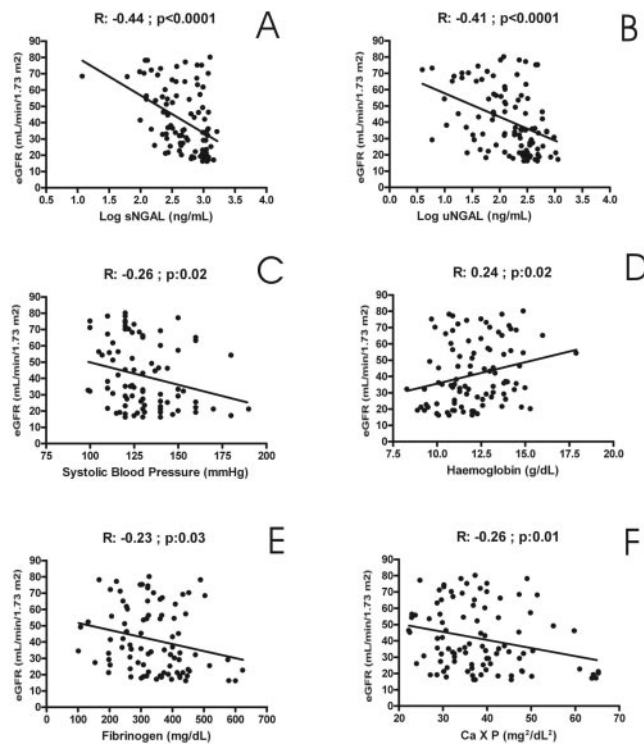 R: -0.44 ; p<0.0001
A
eGFR (mL/min/1.73 m2)
90
80
70
60
50
40
30
20
10
0
0.5 1.0 1.5 2.0 2.5 3.0 3.5 4.0
Log sNGAL (ng/mL)
R: -0.41 ; p<0.0001
B
eGFR (mL/min/1.73 m2)
90
80
70
60
50
40
30
20
10
0
0.0 0.5 1.0 1.5 2.0 2.5 3.0 3.5 4.0
Log uNGAL (ng/mL)
R: -0.26 ; p:0.02
C
eGFR (mL/min/1.73 m2)
90
80
70
60
50
40
30
20
10
0
75 100 125 150 175 200
Systolic Blood Pressure (mmHg)
R: 0.24 ; p:0.02
D
eGFR (mL/min/1.73 m2)
90
80
70
60
50
40
30
20
10
0
7.5 10.0 12.5 15.0 17.5 20.0
Haemoglobin (g/dL)
R: -0.23 ; p:0.03
E
eGFR (mL/min/1.73 m2)
90
80
70
60
50
40
30
20
10
0
0 100 200 300 400 500 600 700
Fibrinogen (mg/dL)
R: -0.26 ; p:0.01
F
eGFR (mL/min/1.73 m2)
90
80
70
60
50
40
30
20
10
0
20 30 40 50 60 70
Ca X P (mg²/dL²)